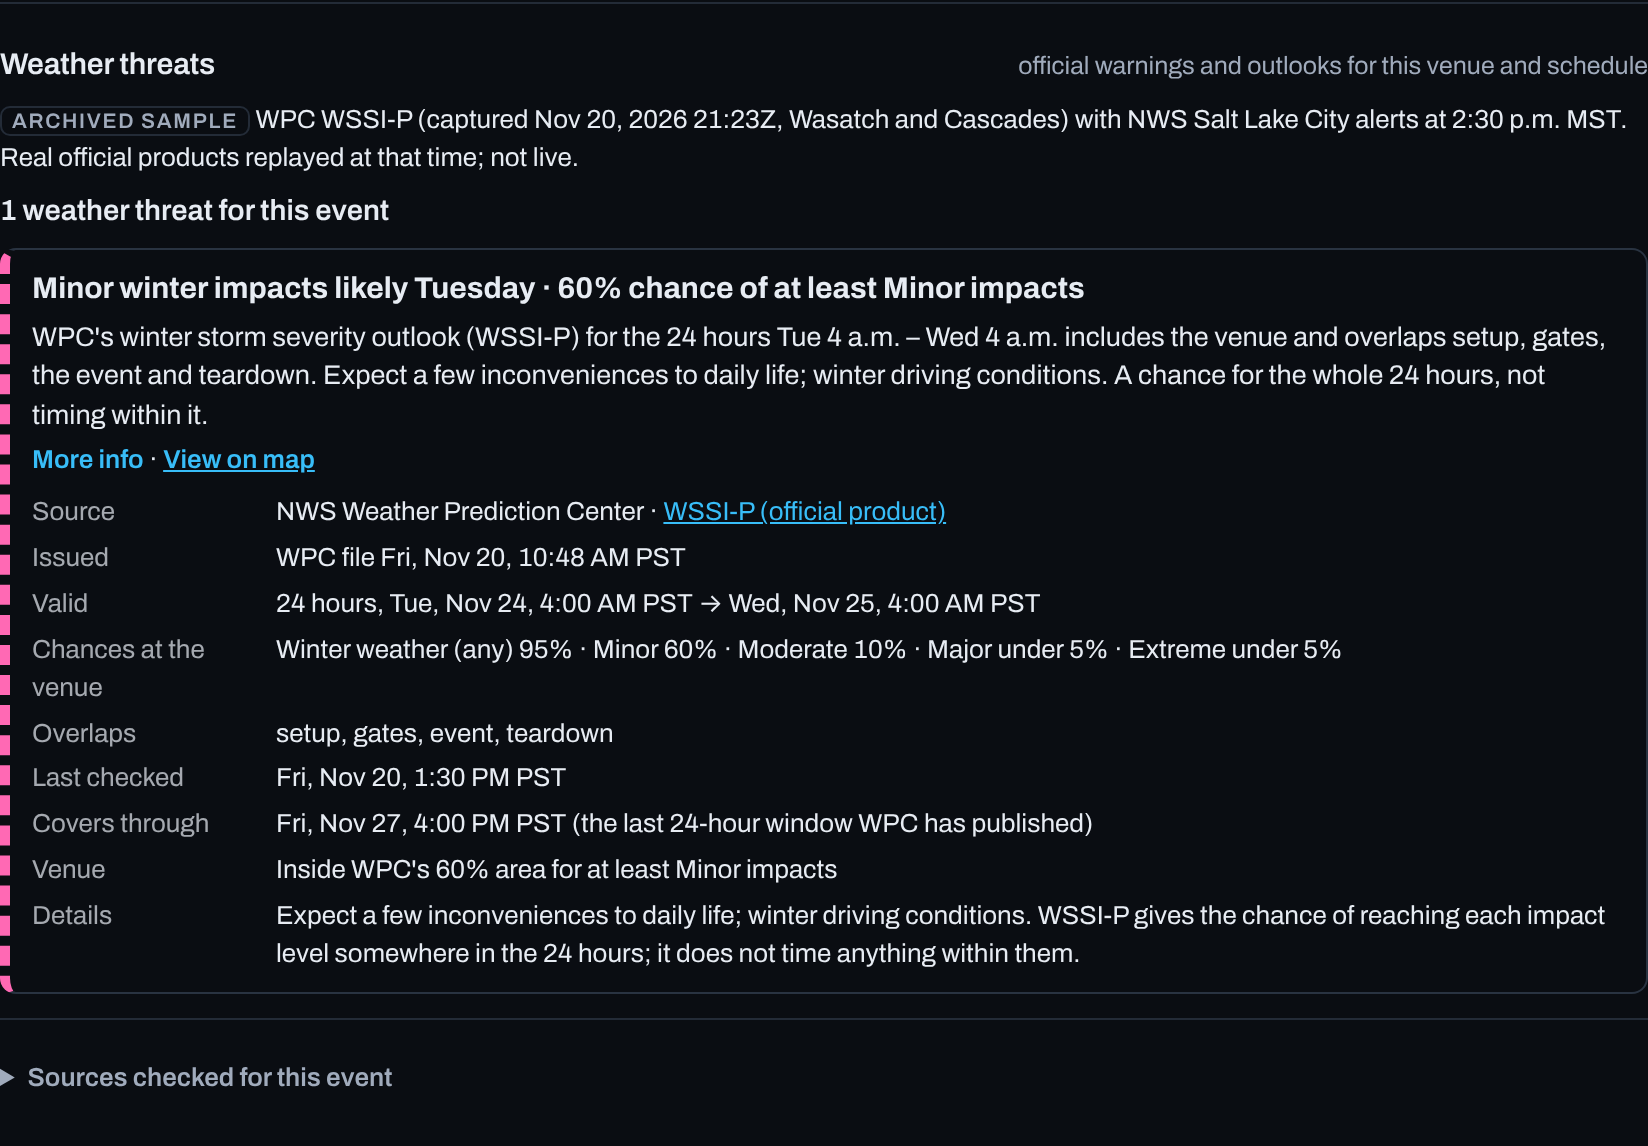 Weather threats
official warnings and outlooks for this venue and schedule
ARCHIVED SAMPLE WPC WSSI-P (captured Nov 20, 2026 21:23Z, Wasatch and Cascades) with NWS Salt Lake City alerts at 2:30 p.m. MST.
Real official products replayed at that time; not live.
1 weather threat for this event
Minor winter impacts likely Tuesday · 60% chance of at least Minor impacts
WPC's winter storm severity outlook (WSSI-P) for the 24 hours Tue 4 a.m. – Wed 4 a.m. includes the venue and overlaps setup, gates,
the event and teardown. Expect a few inconveniences to daily life; winter driving conditions. A chance for the whole 24 hours, not
timing within it.
More info · View on map
Source NWS Weather Prediction Center · WSSI-P (official product)
Issued WPC file Fri, Nov 20, 10:48 AM PST
Valid 24 hours, Tue, Nov 24, 4:00 AM PST → Wed, Nov 25, 4:00 AM PST
Chances at the Winter weather (any) 95% · Minor 60% · Moderate 10% · Major under 5% · Extreme under 5%
venue
Overlaps setup, gates, event, teardown
Last checked Fri, Nov 20, 1:30 PM PST
Covers through Fri, Nov 27, 4:00 PM PST (the last 24-hour window WPC has published)
Venue Inside WPC's 60% area for at least Minor impacts
Details Expect a few inconveniences to daily life; winter driving conditions. WSSI-P gives the chance of reaching each impact
level somewhere in the 24 hours; it does not time anything within them.
Sources checked for this event